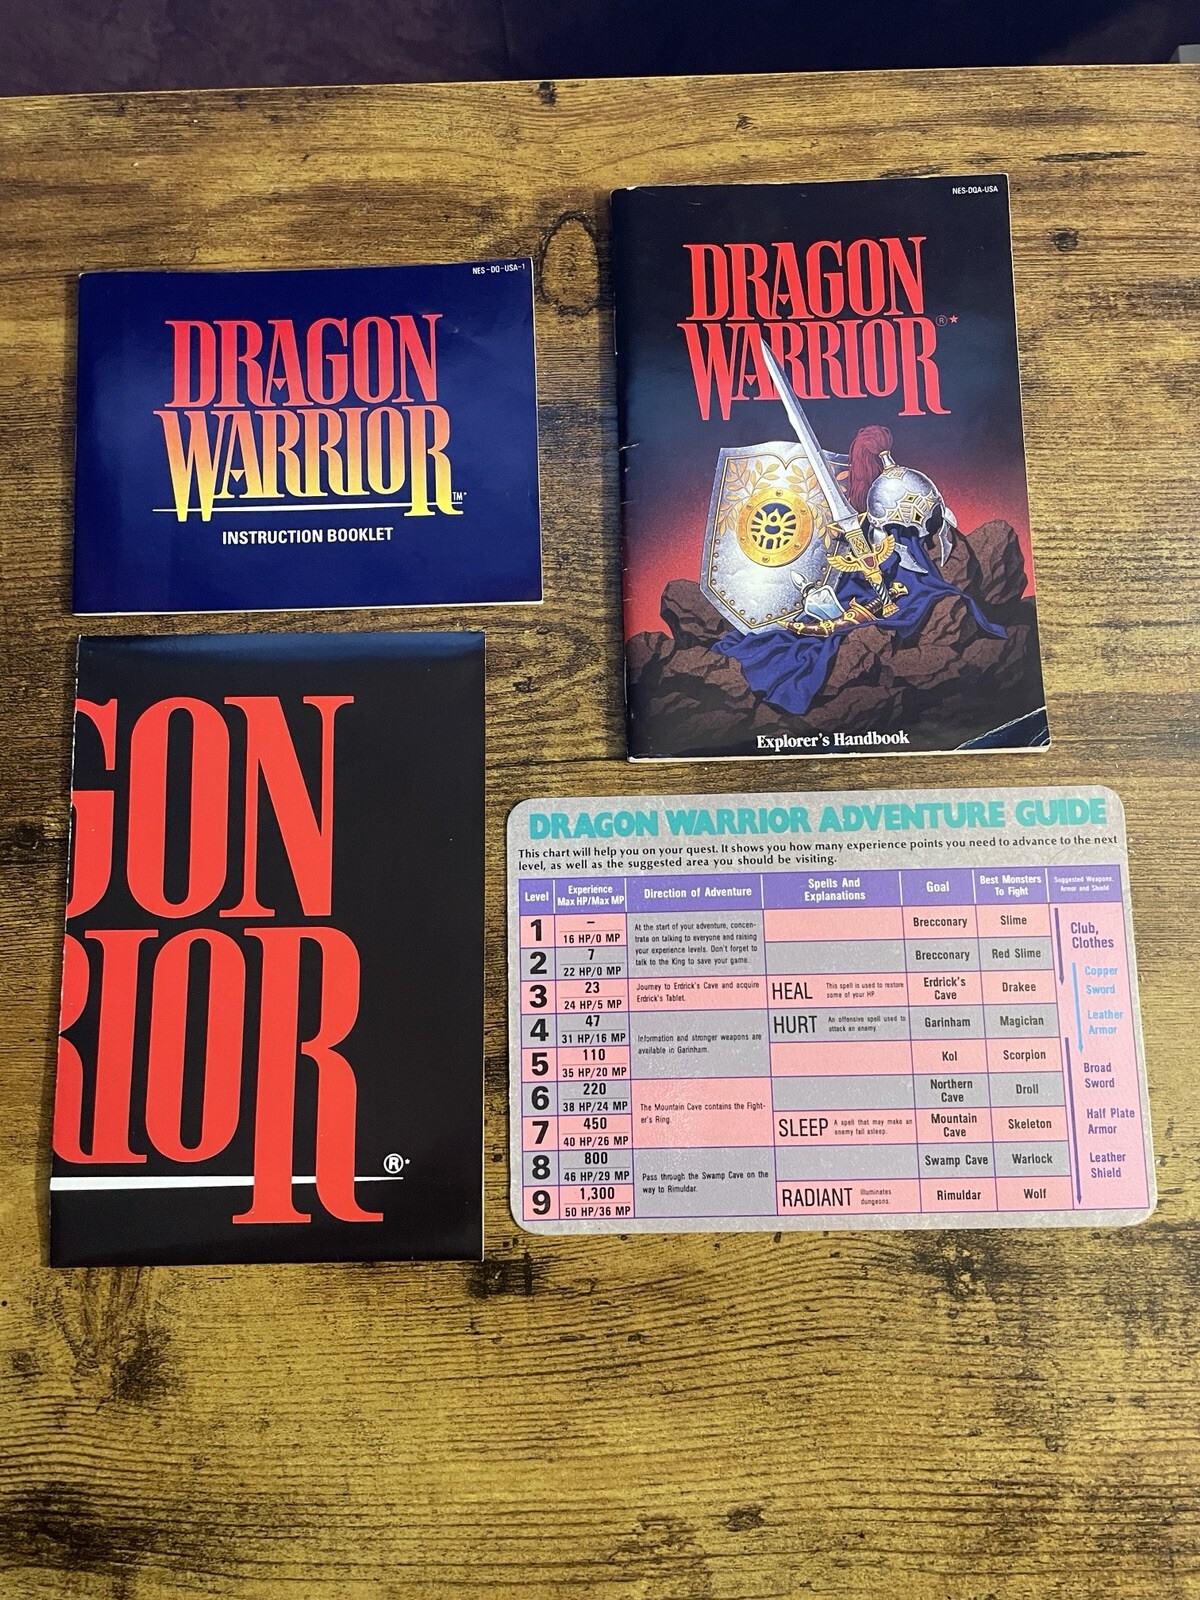 NES-DQ-USA-1
DRAGON
WARRIOR
TM*
INSTRUCTION BOOKLET
NES-DQA-USA
DRAGON
WARRIOR®*
Explorer's Handbook
GON
RIOR
®*
DRAGON WARRIOR ADVENTURE GUIDE
This chart will help you on your quest. It shows you how many experience points you need to advance to the next
level, as well as the suggested area you should be visiting.
Level
Experience
Max HP/Max MP
Direction of Adventure
Spells And
Explanations
Goal
Best Monsters
To Fight
Suggested Weapons,
Armor and Shield
1
–
16 HP/0 MP
At the start of your adventure, concen-
trate on talking to everyone and raising
your experience levels. Don't forget to
talk to the King to save your game.
Brecconary
Slime
2
7
22 HP/0 MP
Brecconary
Red Slime
3
23
24 HP/5 MP
Journey to Erdrick's Cave and acquire
Erdrick's Tablet.
HEAL
This spell is used to restore
some of your HP
Erdrick's
Cave
Drakee
4
47
31 HP/16 MP
Information and stronger weapons are
available in Garinham.
HURT
An offensive spell used to
attack an enemy.
Garinham
Magician
5
110
35 HP/20 MP
Kol
Scorpion
6
220
38 HP/24 MP
The Mountain Cave contains the Fight-
er's Ring.
Northern
Cave
Droll
7
450
40 HP/26 MP
SLEEP
A spell that may make an
enemy fall asleep.
Mountain
Cave
Skeleton
8
800
46 HP/29 MP
Pass through the Swamp Cave on the
way to Rimuldar.
Swamp Cave
Warlock
9
1,300
50 HP/36 MP
RADIANT
Illuminates
dungeons.
Rimuldar
Wolf
Club,
Clothes
Copper
Sword
Leather
Armor
Broad
Sword
Half Plate
Armor
Leather
Shield